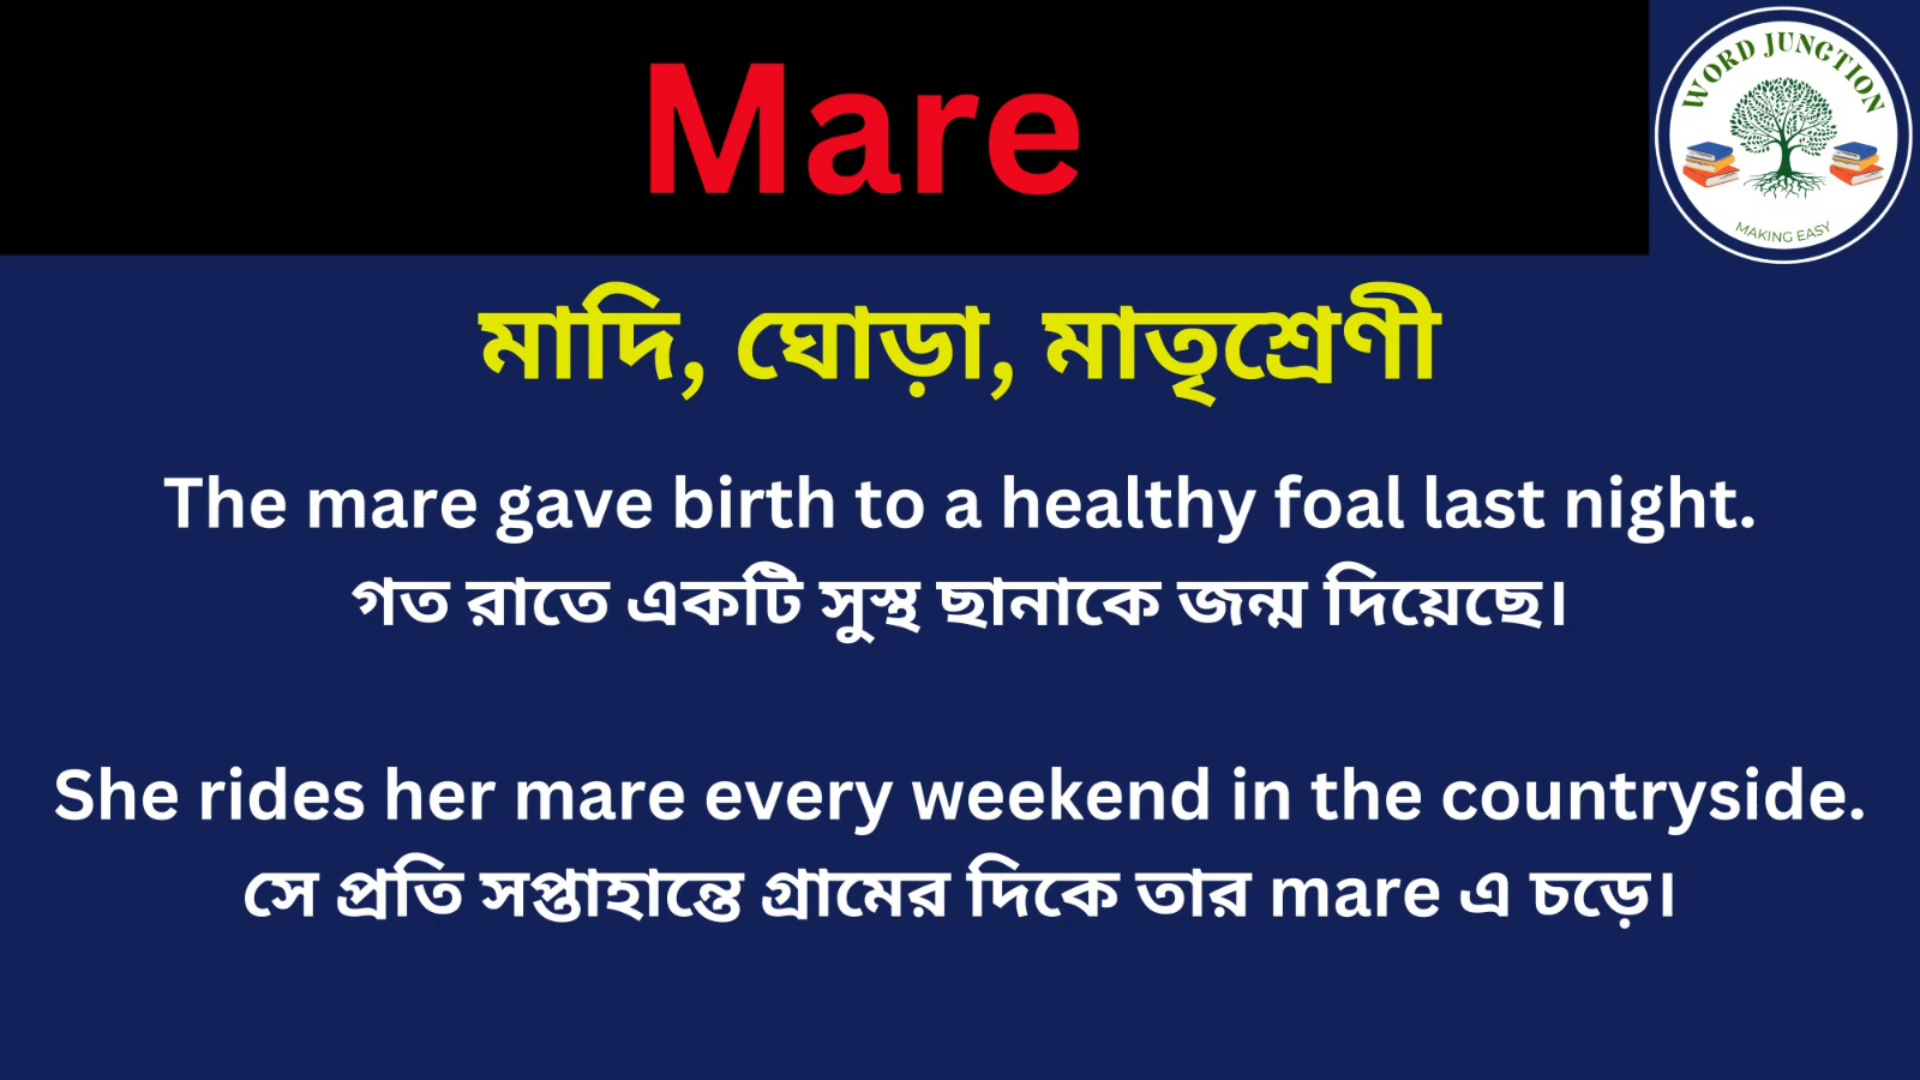 Mare
WORD JUNCTION
MAKING EASY
মাদি, ঘোড়া, মাতৃশ্রেণী
The mare gave birth to a healthy foal last night.
গত রাতে একটি সুস্থ ছানাকে জন্ম দিয়েছে।
She rides her mare every weekend in the countryside.
সে প্রতি সপ্তাহান্তে গ্রামের দিকে তার mare এ চড়ে।